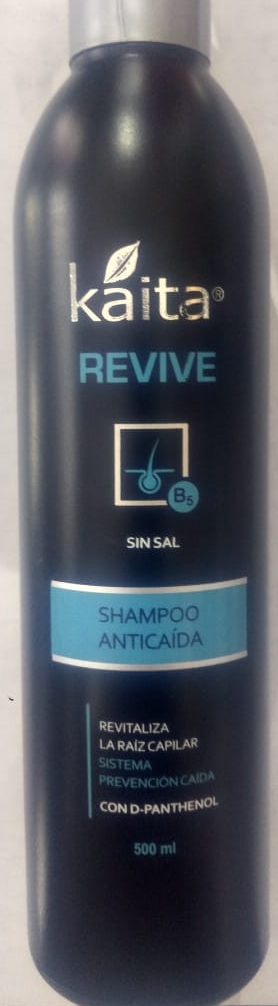 kaita®
REVIVE
B5
SIN SAL
SHAMPOO
ANTICAÍDA
REVITALIZA
LA RAÍZ CAPILAR
SISTEMA
PREVENCIÓN CAÍDA
CON D-PANTHENOL
500 ml